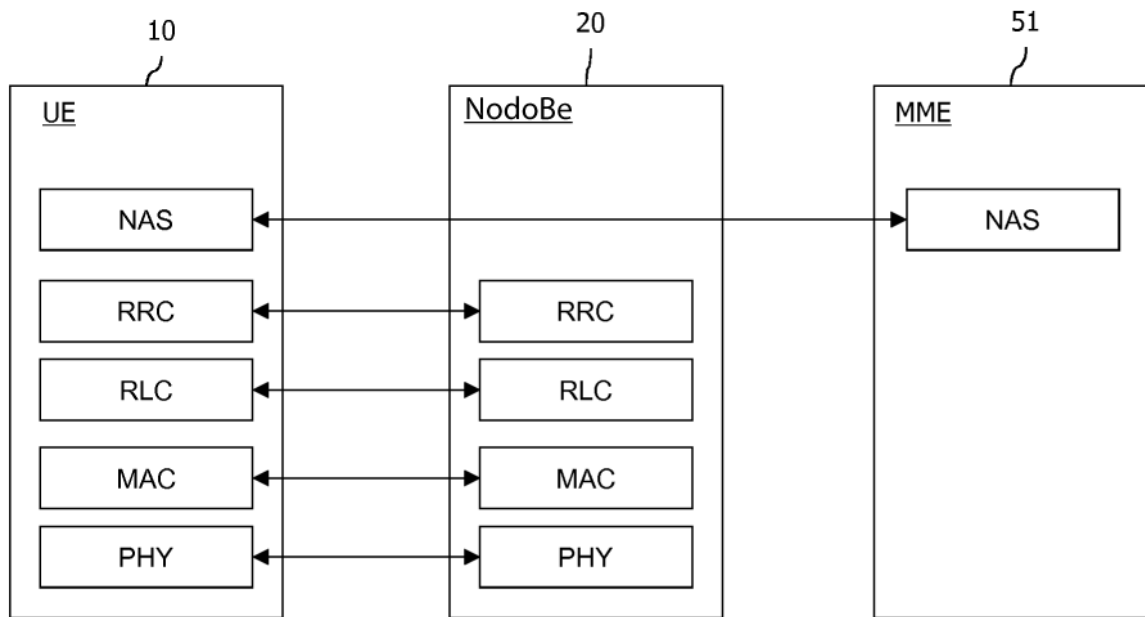 10 20 51
UE NodoBe MME
NAS NAS
RRC RRC
RLC RLC
MAC MAC
PHY PHY